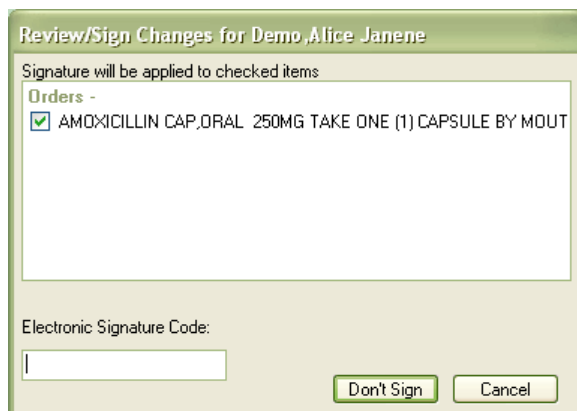 Review/Sign Changes for Demo,Alice Janene
Signature will be applied to checked items
Orders -
AMOXICILLIN CAP,ORAL 250MG TAKE ONE (1) CAPSULE BY MOUT
Electronic Signature Code:
Don't Sign Cancel